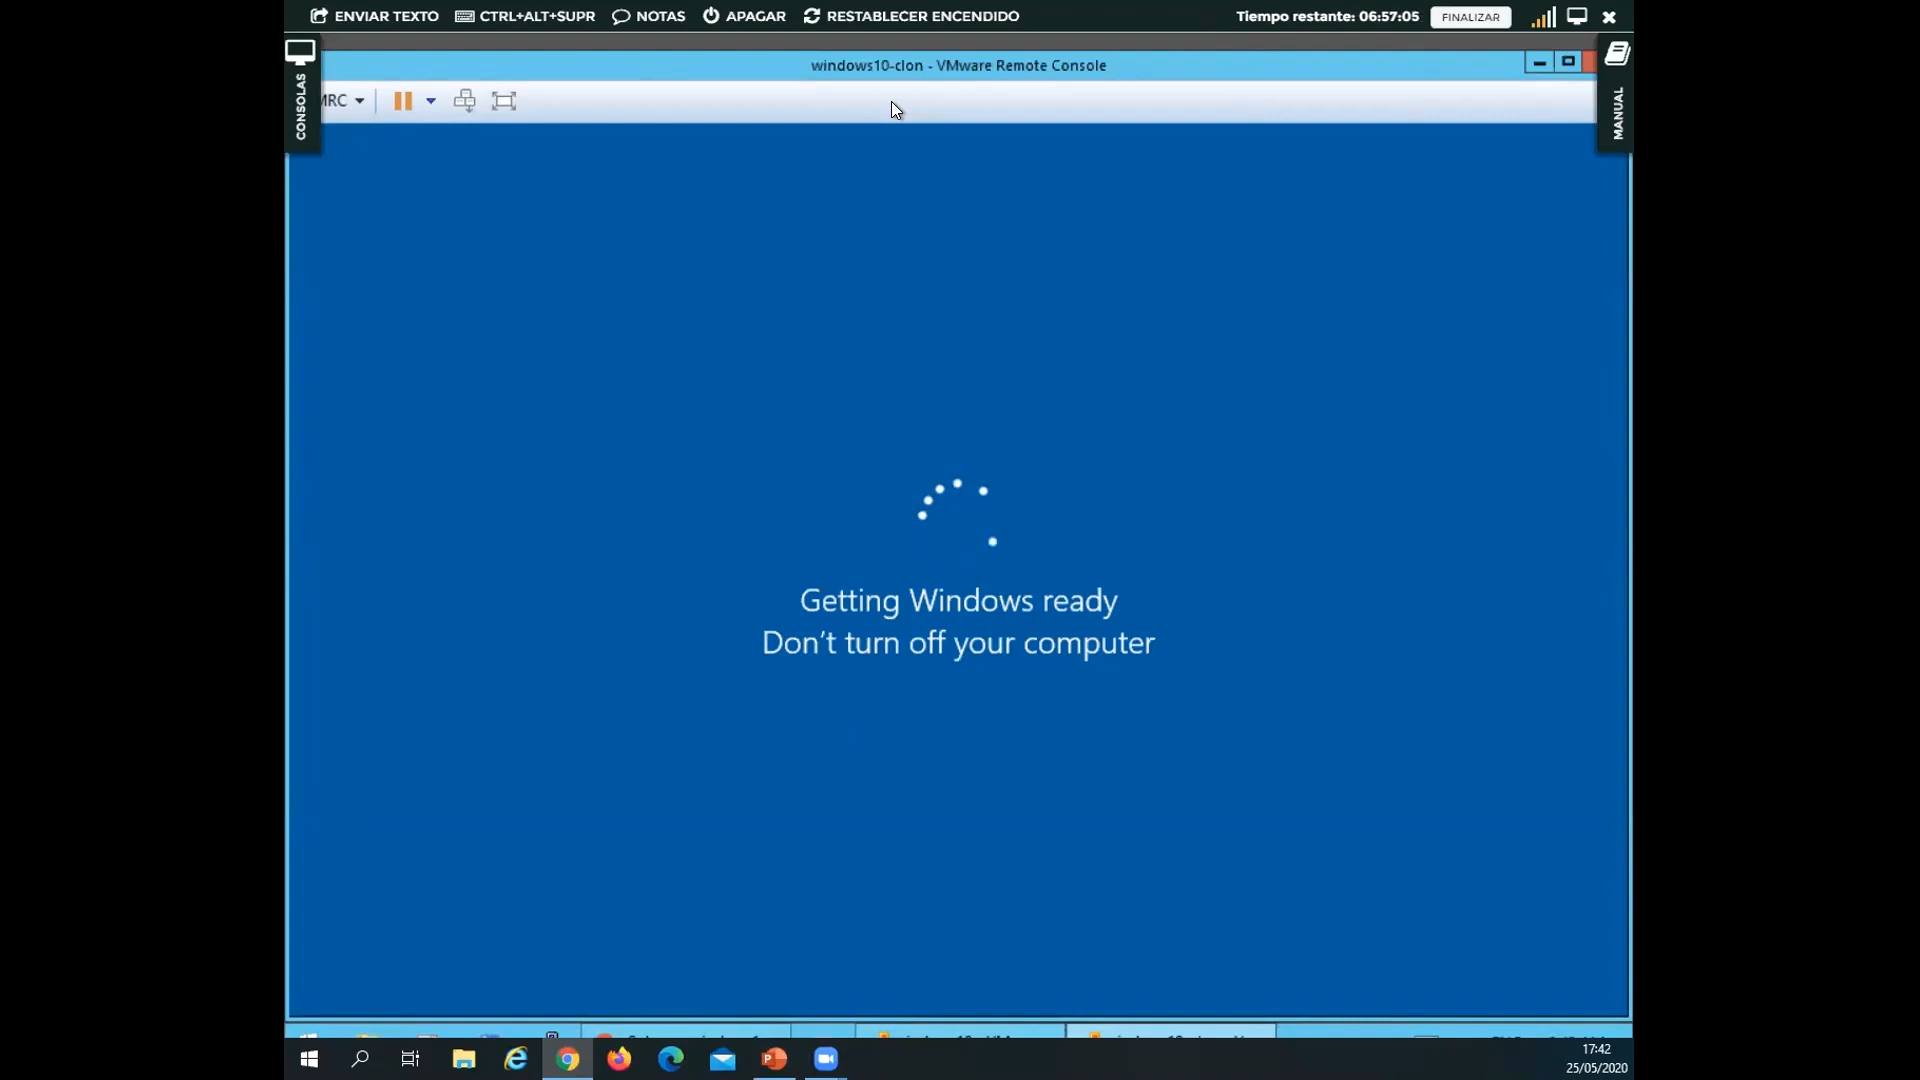 ENVIAR TEXTO CTRL+ALT+SUPR NOTAS APAGAR RESTABLECER ENCENDIDO Tiempo restante: 06:57:05 FINALIZAR
windows10-clon - VMware Remote Console
CONSOLAS
MANUAL
Getting Windows ready
Don't turn off your computer
17:42
25/05/2020